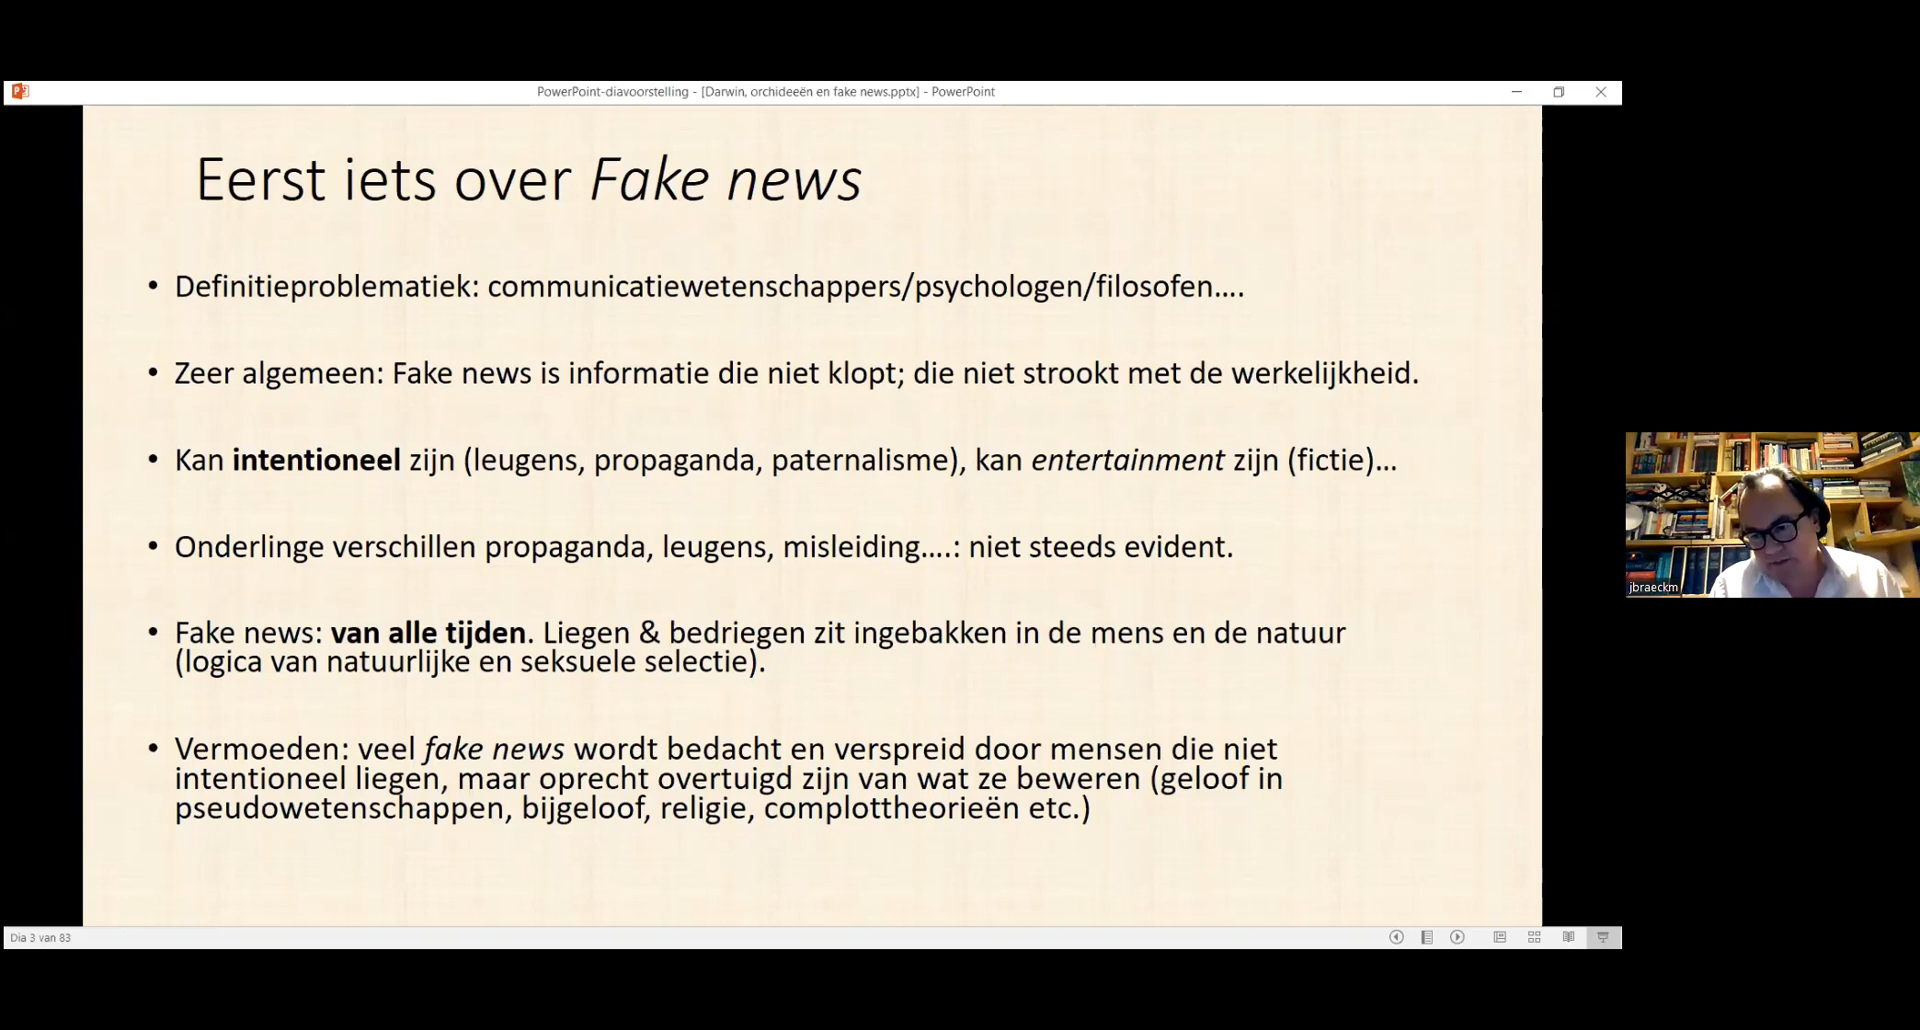 PowerPoint-diavoorstelling - [Darwin, orchideeën en fake news.pptx] - PowerPoint
Eerst iets over Fake news
• Definitieproblematiek: communicatiewetenschappers/psychologen/filosofen….
• Zeer algemeen: Fake news is informatie die niet klopt; die niet strookt met de werkelijkheid.
• Kan intentioneel zijn (leugens, propaganda, paternalisme), kan entertainment zijn (fictie)…
• Onderlinge verschillen propaganda, leugens, misleiding….: niet steeds evident.
• Fake news: van alle tijden. Liegen & bedriegen zit ingebakken in de mens en de natuur
(logica van natuurlijke en seksuele selectie).
• Vermoeden: veel fake news wordt bedacht en verspreid door mensen die niet
intentioneel liegen, maar oprecht overtuigd zijn van wat ze beweren (geloof in
pseudowetenschappen, bijgeloof, religie, complottheorieën etc.)
jbraeckm
Dia 3 van 83